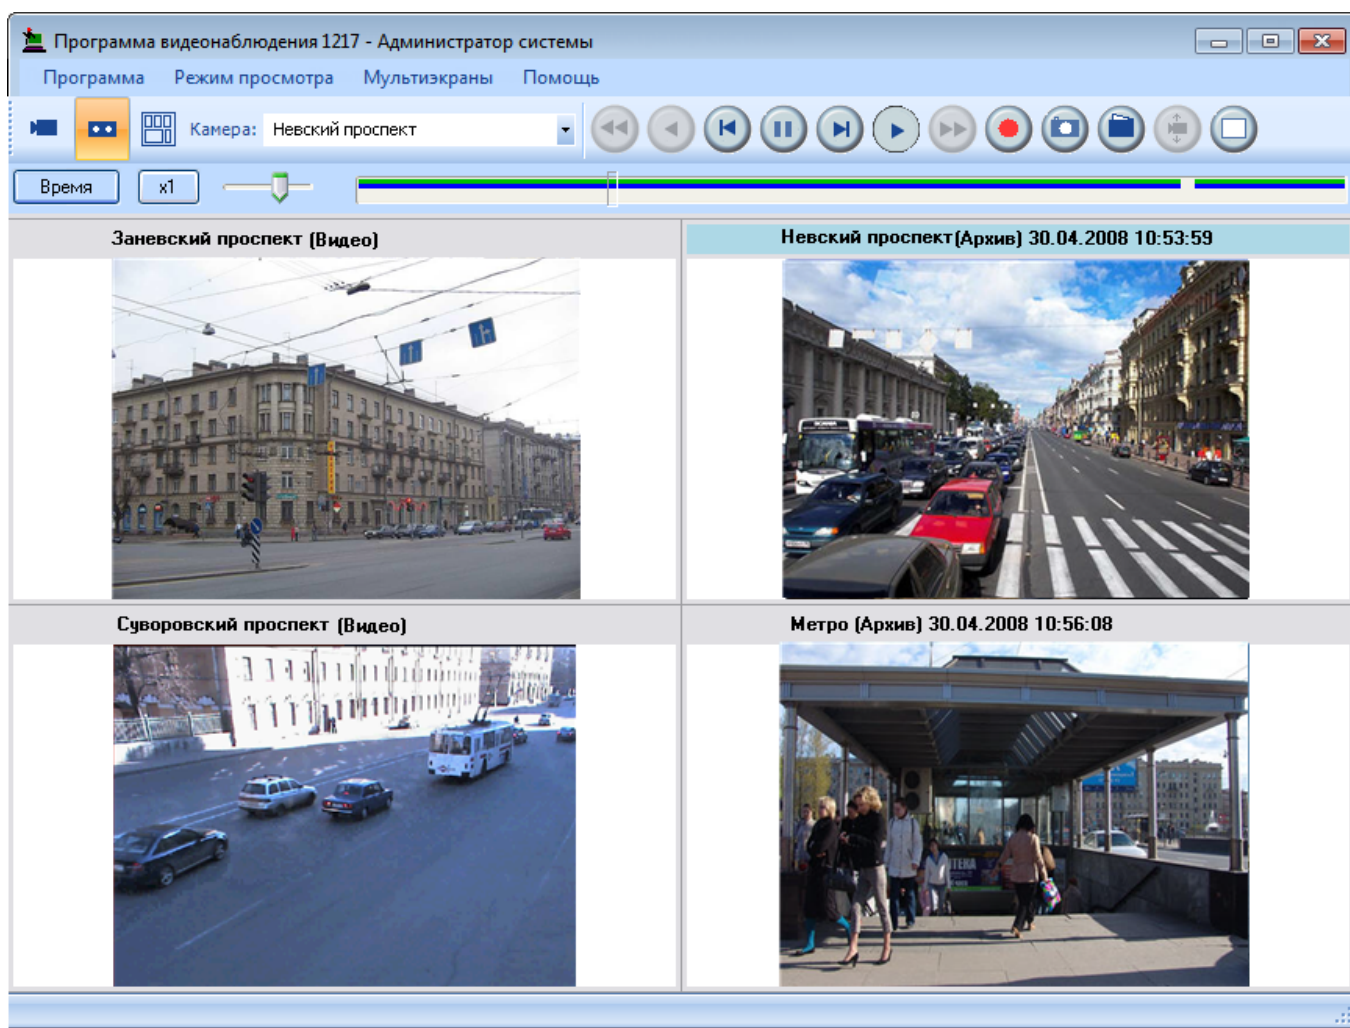 Программа видеонаблюдения 1217 - Администратор системы
Программа Режим просмотра Мультиэкраны Помощь
Камера: Невский проспект
Время x1
Заневский проспект (Видео)
Невский проспект(Архив) 30.04.2008 10:53:59
SCANIA
Суворовский проспект (Видео)
Метро (Архив) 30.04.2008 10:56:08